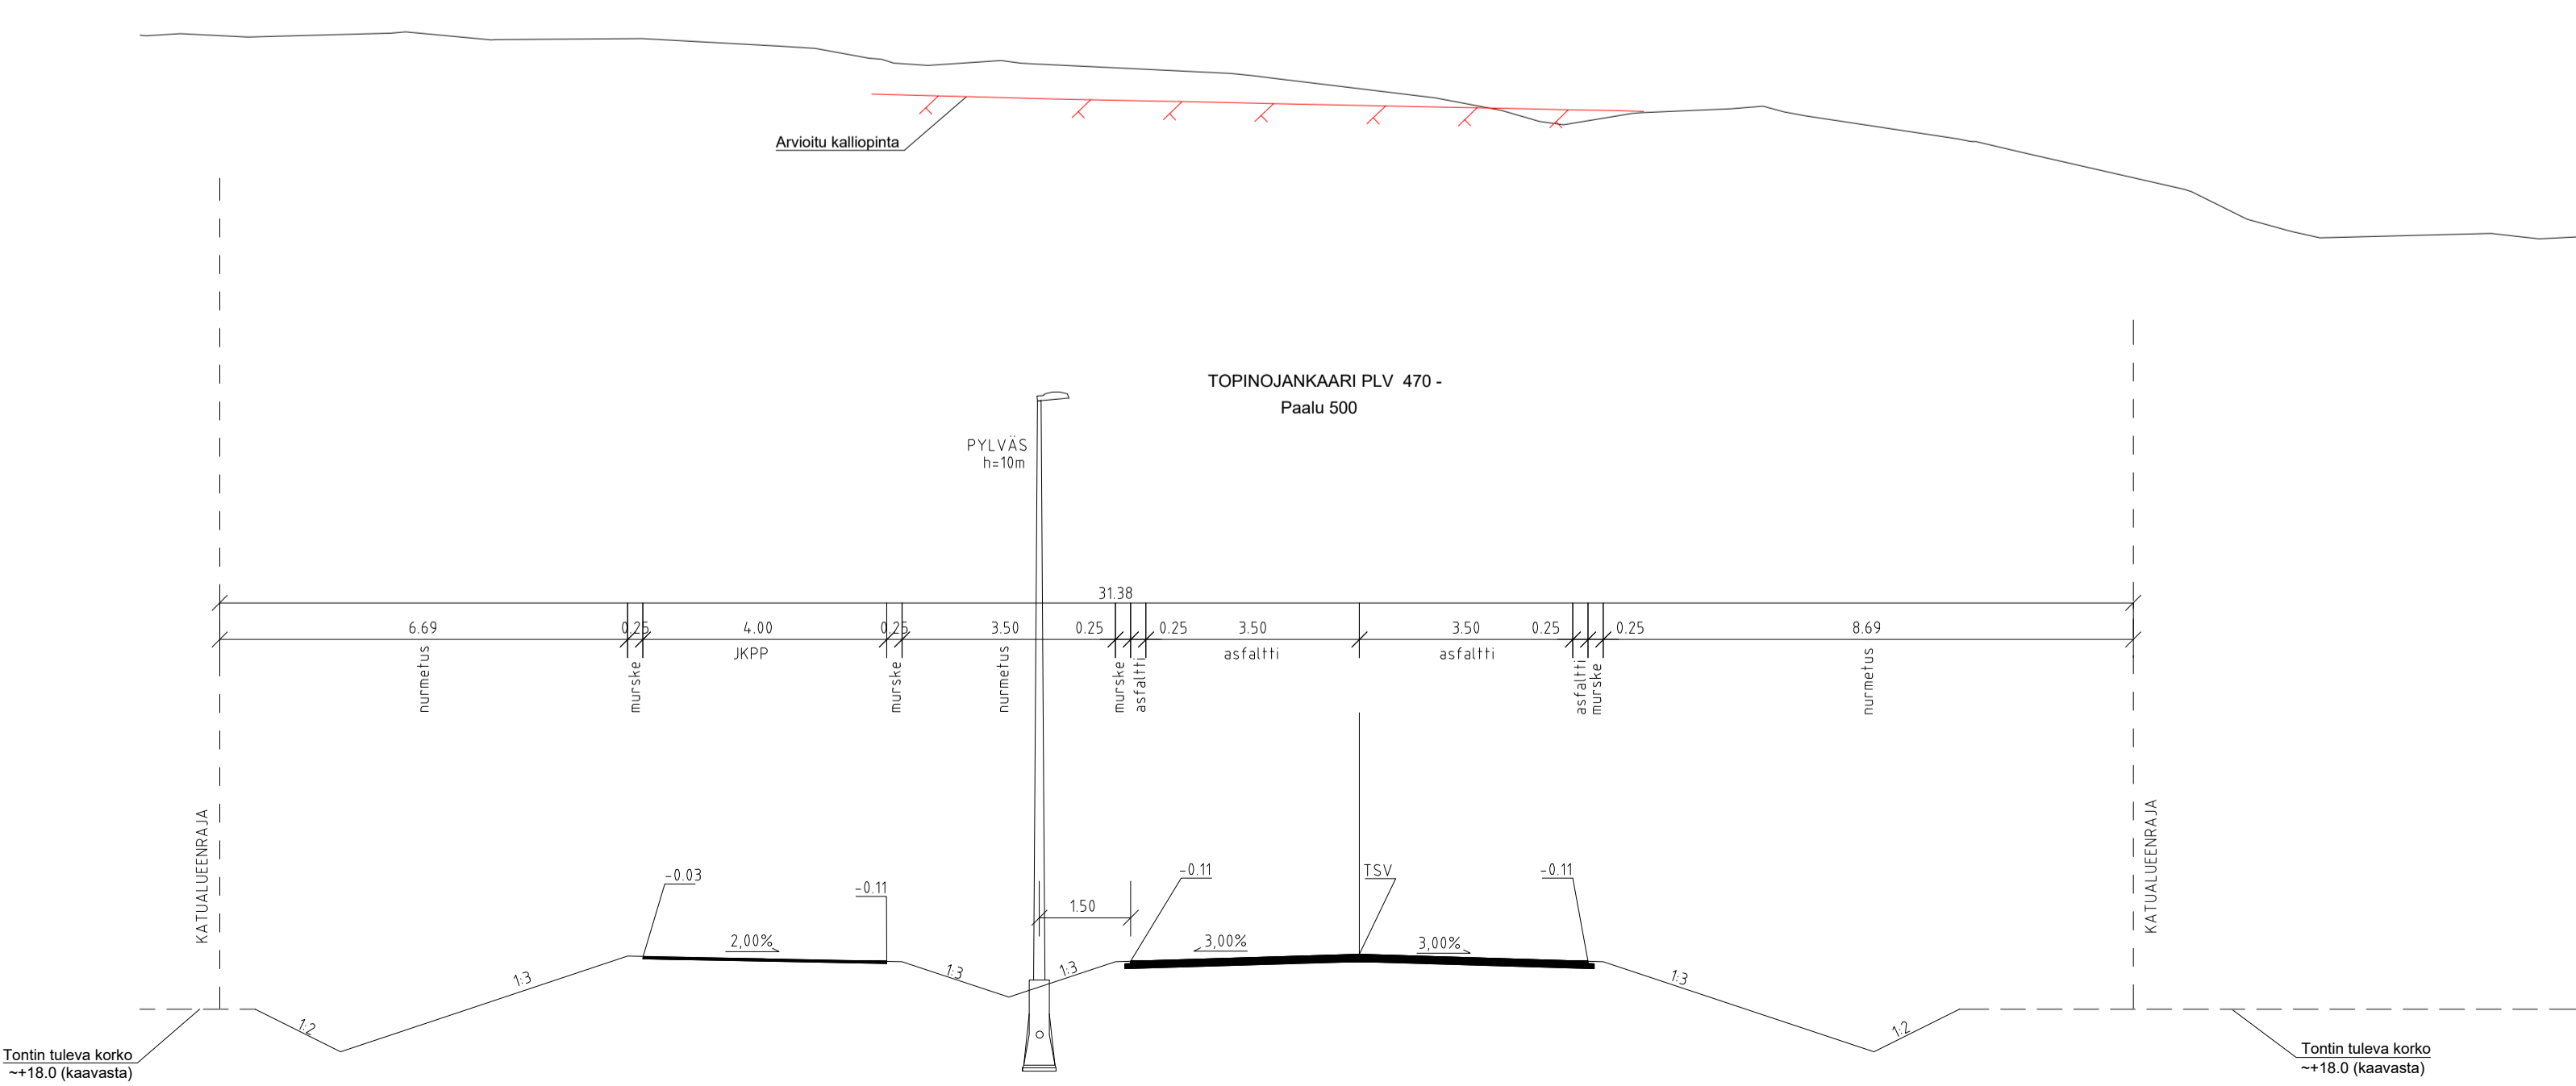 Arvioitu kalliopinta
TOPINOJANKAARI PLV 470 -
Paalu 500
PYLVÄS
h=10m
31.38
6.69 0.25 4.00 0.25 3.50 0.25 0.25 3.50 3.50 0.25 0.25 8.69
nurmetus murske JKPP murske nurmetus murske asfaltti asfaltti asfaltti asfaltti murske nurmetus
KATUALUEENRAJA
KATUALUEENRAJA
-0.03
-0.11
1.50
-0.11
TSV
-0.11
2,00%
3,00%
3,00%
1:3
1:3
1:3
1:3
1:2
1:2
Tontin tuleva korko
~+18.0 (kaavasta)
Tontin tuleva korko
~+18.0 (kaavasta)